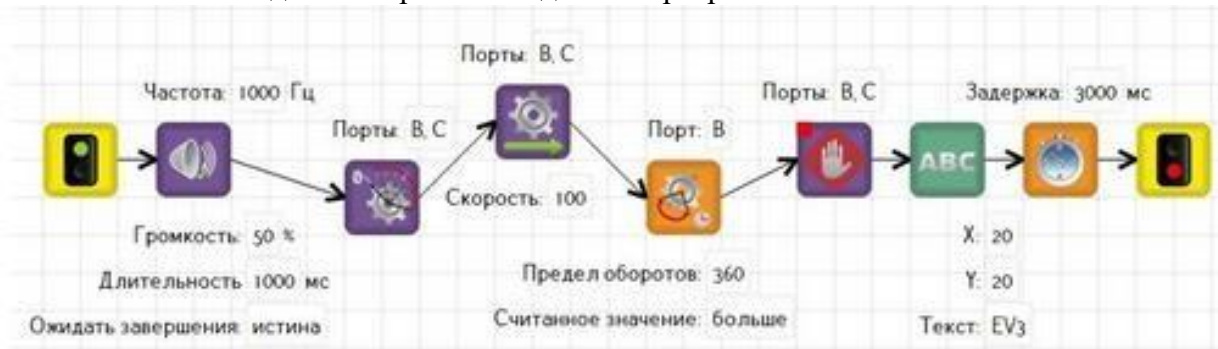 Частота: 1000 Гц
Громкость: 50 %
Длительность 1000 мс
Ожидать завершения: истина
Порты: B, C
Порты: B, C
Скорость: 100
Порт: B
Предел оборотов: 360
Считанное значение: больше
Порты: B, C
ABC
X: 20
Y: 20
Текст: EV3
Задержка: 3000 мс